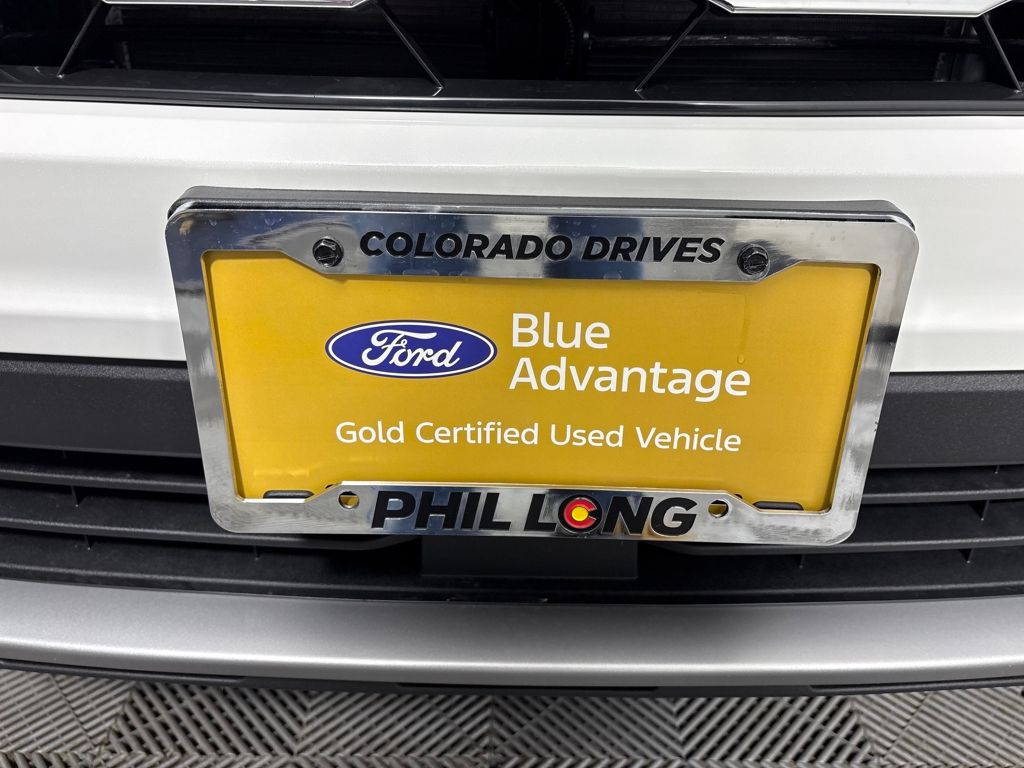 COLORADO DRIVES
Ford
Blue
Advantage
Gold Certified Used Vehicle
PHIL LONG